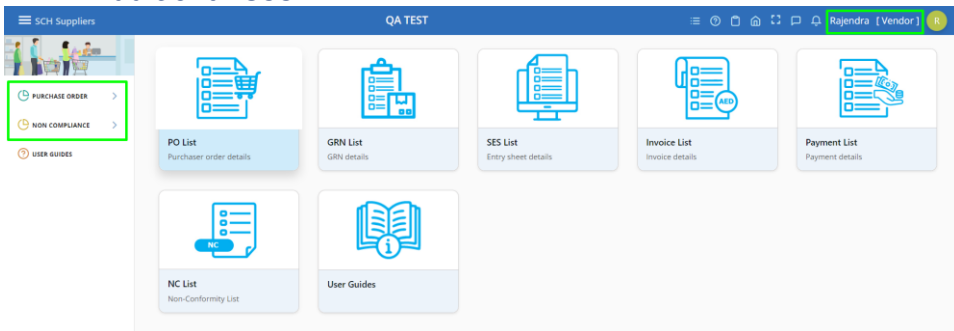 SCH Suppliers
QA TEST
Rajendra [ Vendor ]
R
PURCHASE ORDER
NON COMPLIANCE
USER GUIDES
AED
PO List
Purchaser order details
GRN List
GRN details
SES List
Entry sheet details
Invoice List
Invoice details
Payment List
Payment details
NC
NC List
Non-Conformity List
User Guides